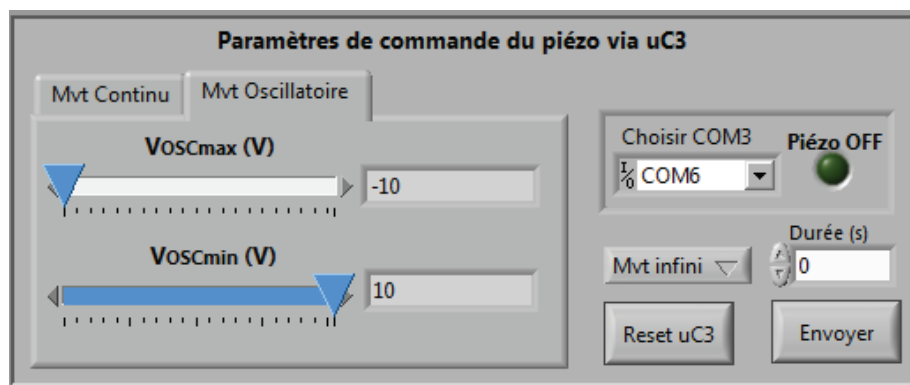 Paramètres de commande du piézo via uC3
Mvt Continu
Mvt Oscillatoire
VOSCmax (V)
-10
VOSCmin (V)
10
Choisir COM3
Piézo OFF
I/O COM6
Durée (s)
Mvt infini
0
Reset uC3
Envoyer